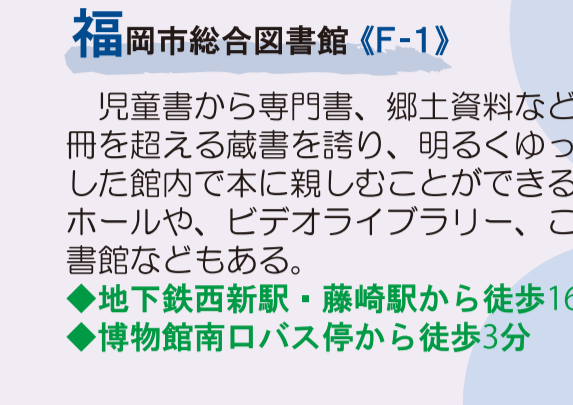 福岡市総合図書館《F-1》
児童書から専門書、郷土資料など
冊を超える蔵書を誇り、明るくゆっ
した館内で本に親しむことができる
ホールや、ビデオライブラリー、こ
書館などもある。
◆地下鉄西新駅・藤崎駅から徒歩16
◆博物館南口バス停から徒歩3分